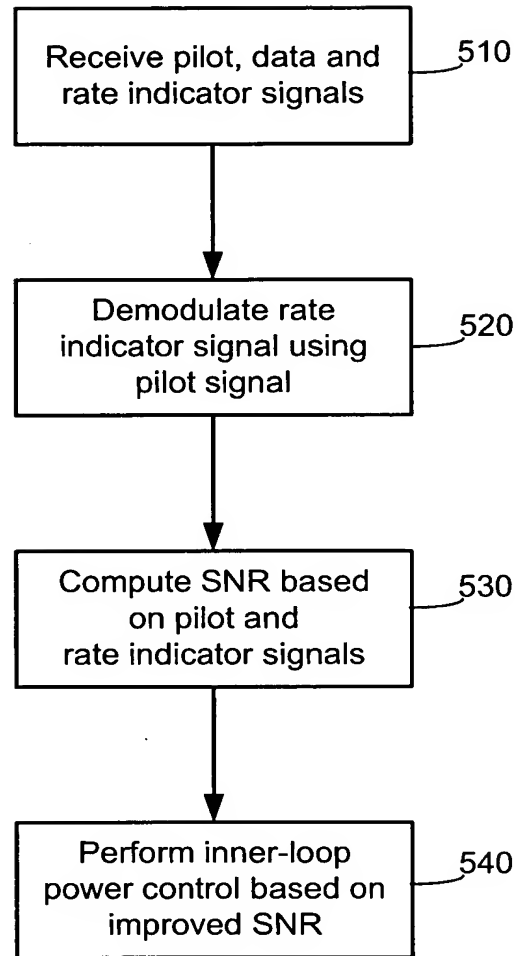 Receive pilot, data and
rate indicator signals
510
Demodulate rate
indicator signal using
pilot signal
520
Compute SNR based
on pilot and
rate indicator signals
530
Perform inner-loop
power control based on
improved SNR
540